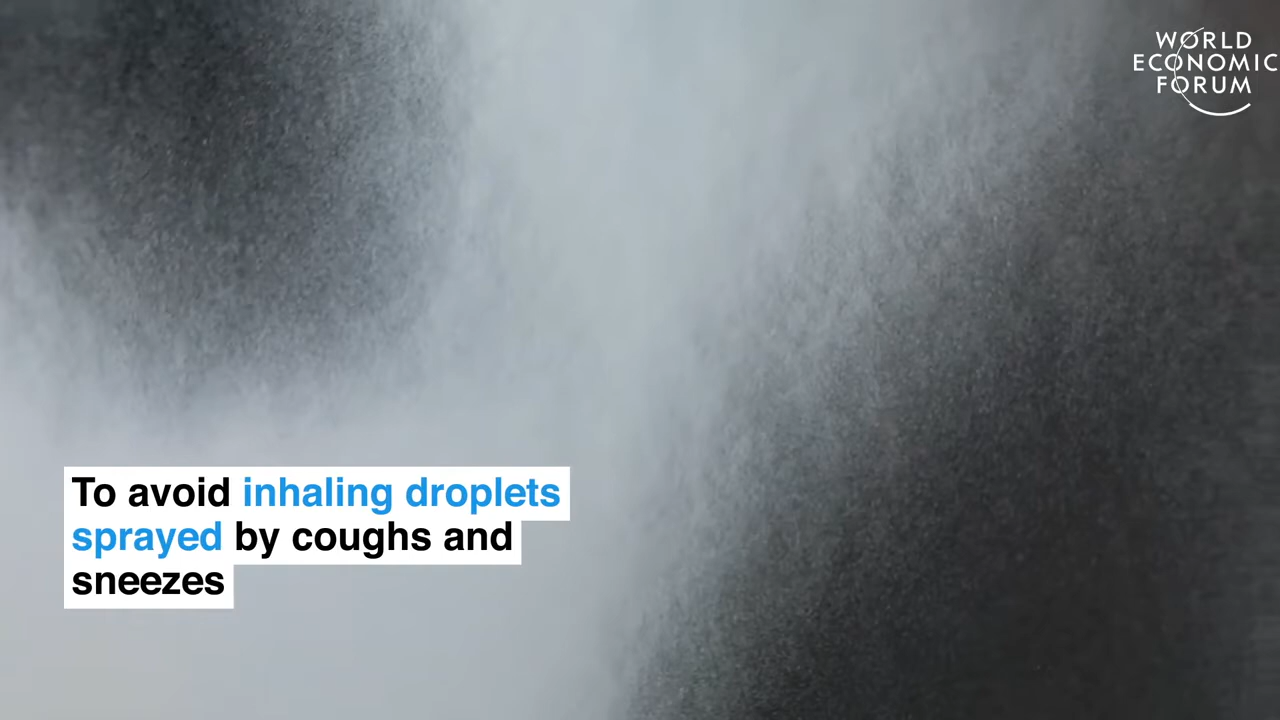 WORLD
ECONOMIC
FORUM
To avoid inhaling droplets
sprayed by coughs and
sneezes